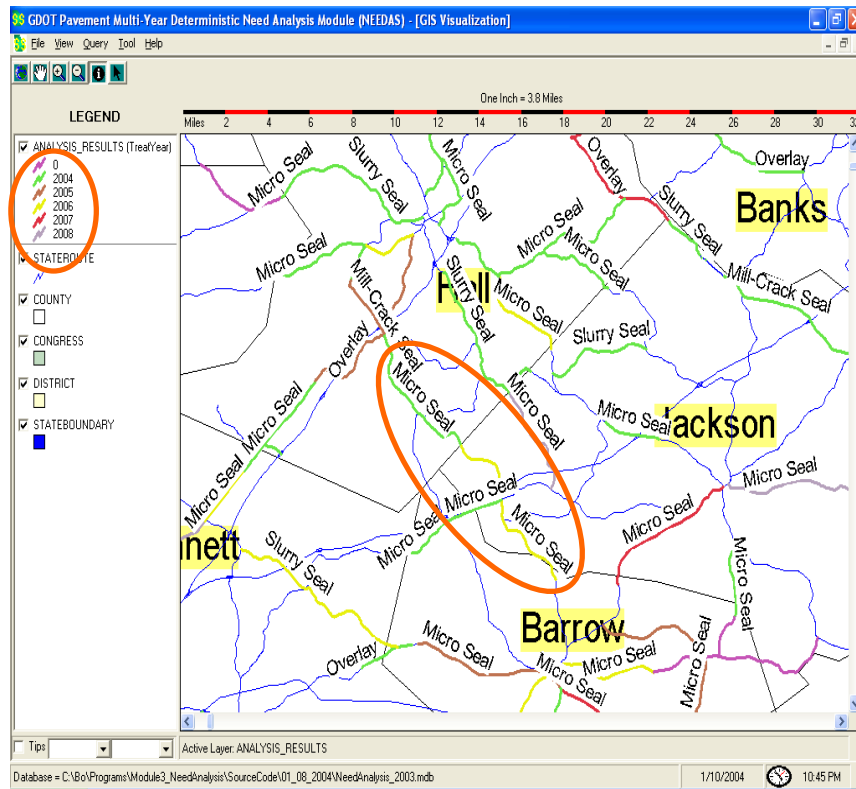 GDOT Pavement Multi-Year Deterministic Need Analysis Module (NEEDAS) - [GIS Visualization]
File View Query Tool Help
One Inch = 3.8 Miles
LEGEND
Miles 2 4 6 8 10 12 14 16 18 20 22 24 26 28 30
ANALYSIS_RESULTS (TreatYear)
0
2004
2005
2006
2007
2008
STATEROUTE
COUNTY
CONGRESS
DISTRICT
STATEBOUNDARY
Micro Seal
Slurry Seal
Micro Seal
Overlay
Overlay
Banks
Micro Seal
Slurry Seal
Micro Seal
Micro Seal
Slurry Seal
Mill-Crack Seal
Mill-Crack Seal
Micro Seal
Slurry Seal
Overlay
Micro Seal
Micro Seal
Micro Seal
Micro Seal
Jackson
Micro Seal
Micro Seal
Micro Seal
Micro Seal
nnett
Slurry Seal
Micro Seal
Micro Seal
Micro Seal
Barrow
Micro Seal
Overlay
Micro Seal
Micro Seal
Micro Seal
Micro Seal
Tips
Active Layer: ANALYSIS_RESULTS
Database = C:\Bo\Programs\Module3_NeedAnalysis\SourceCode\01_08_2004\NeedAnalysis_2003.mdb
1/10/2004
10:45 PM